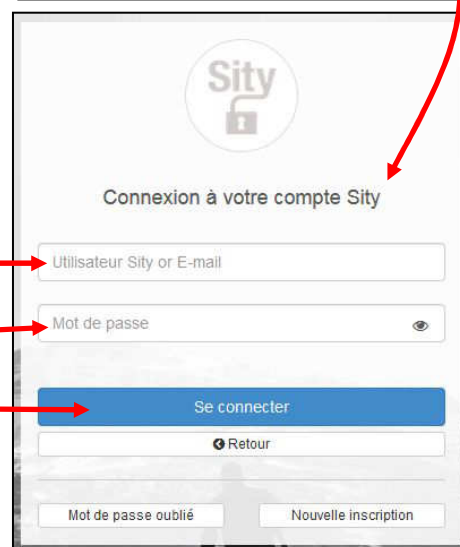 Sity
Connexion à votre compte Sity
Utilisateur Sity or E-mail
Mot de passe
Se connecter
Retour
Mot de passe oublié
Nouvelle inscription